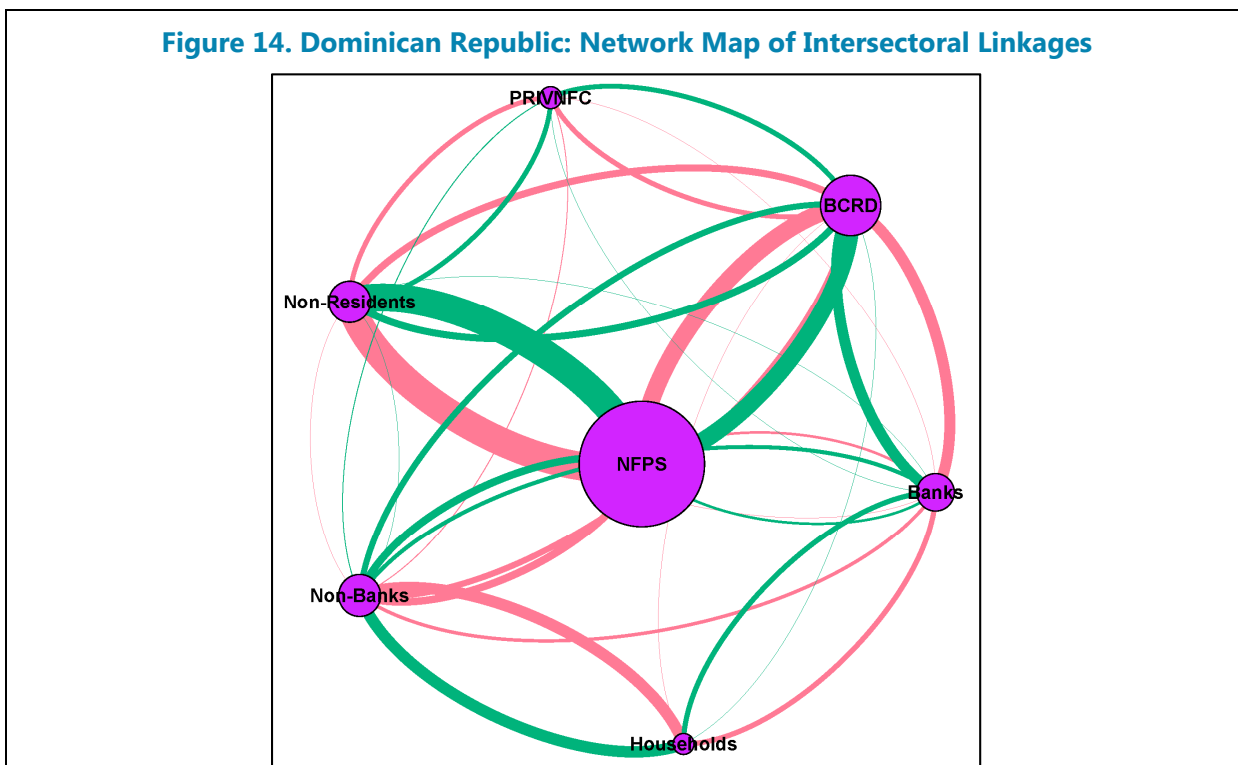 Figure 14. Dominican Republic: Network Map of Intersectoral Linkages
PRIVNFC
BCRD
Non-Residents
NFPS
Banks
Non-Banks
Households